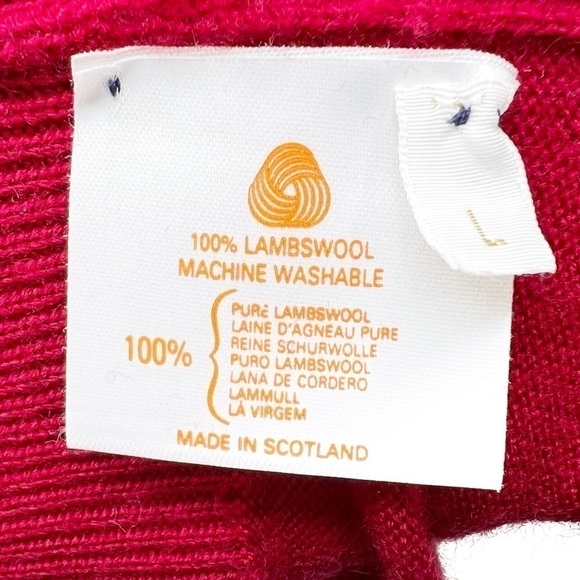 100% LAMBSWOOL
MACHINE WASHABLE
100%
PURE LAMBSWOOL
LAINE D'AGNEAU PURE
REINE SCHURWOLLE
PURO LAMBSWOOL
LANA DE CORDERO
LAMMULL
LÀ VIRGEM
MADE IN SCOTLAND
L